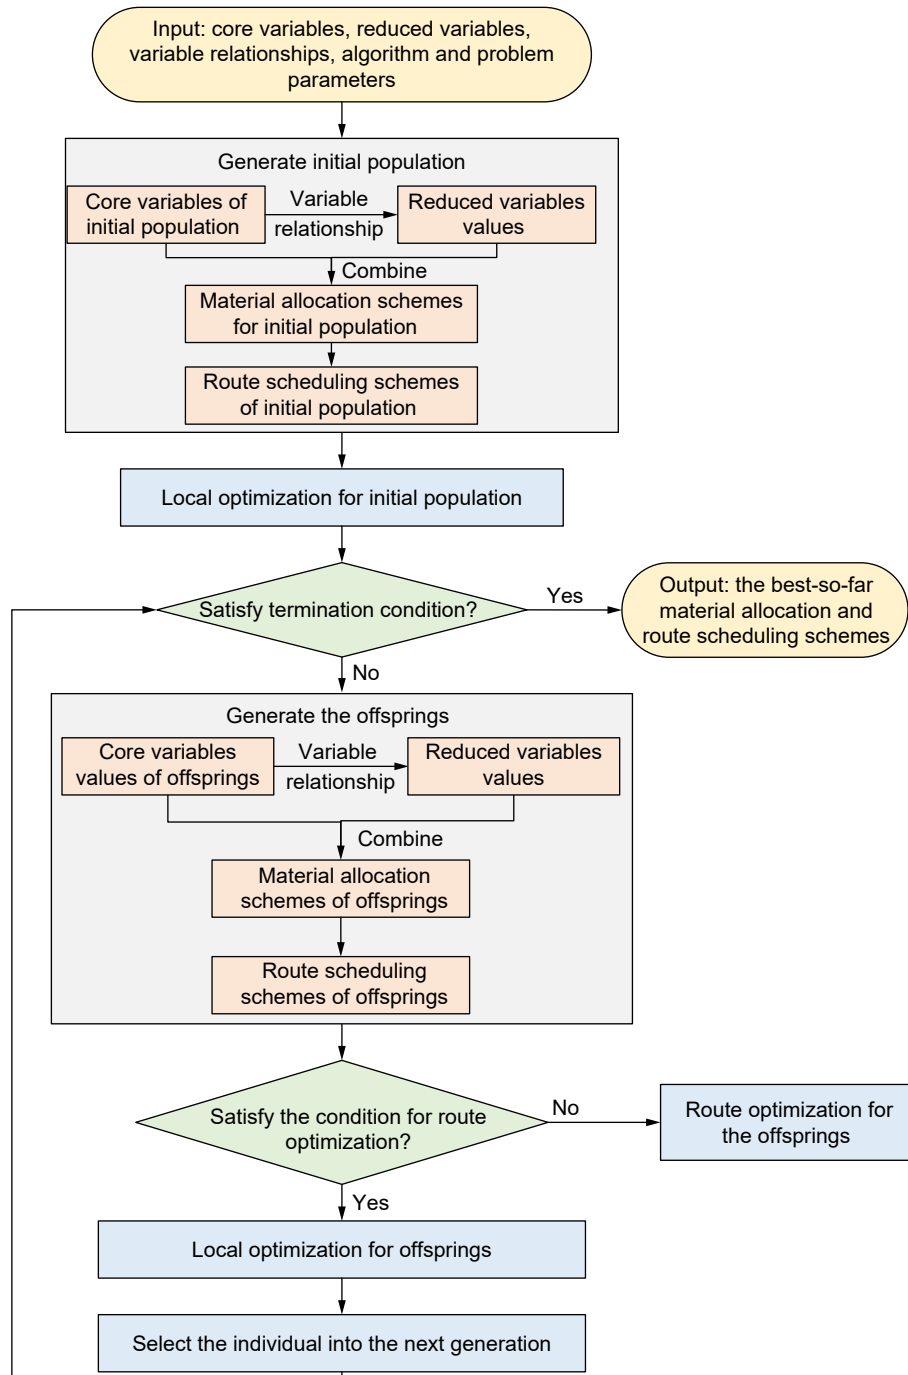 Input: core variables, reduced variables,
variable relationships, algorithm and problem
parameters
Generate initial population
Core variables of
initial population
Variable
relationship
Reduced variables
values
Combine
Material allocation schemes
for initial population
Route scheduling schemes
of initial population
Local optimization for initial population
Satisfy termination condition?
Yes
Output: the best-so-far
material allocation and
route scheduling schemes
No
Generate the offsprings
Core variables
values of offsprings
Variable
relationship
Reduced variables
values
Combine
Material allocation
schemes of offsprings
Route scheduling
schemes of offsprings
Satisfy the condition for route
optimization?
No
Route optimization for
the offsprings
Yes
Local optimization for offsprings
Select the individual into the next generation